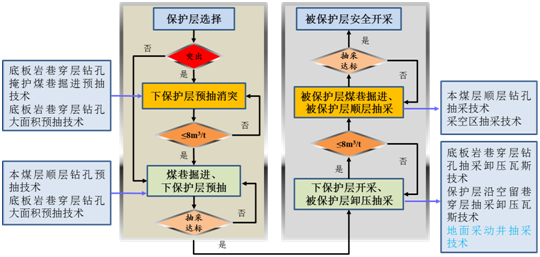 保护层选择
突出
否
是
下保护层预抽消突
≤8m³/t
否
是
煤巷掘进、
下保护层预抽
抽采
达标
否
是
底板岩巷穿层钻孔
掩护煤巷掘进预抽
技术
底板岩巷穿层钻孔
大面积预抽技术
本煤层顺层钻孔预
抽技术
底板岩巷穿层钻孔
大面积预抽技术
被保护层安全开采
是
抽采
达标
否
被保护层煤巷掘进、
被保护层顺层抽采
是
≤8m³/t
否
下保护层开采、
被保护层卸压抽采
本煤层顺层钻孔
抽采技术
采空区抽采技术
底板岩巷穿层钻
孔抽采卸压瓦斯
技术
保护层沿空留巷
穿层抽采卸压瓦
斯技术
地面采动井抽采
技术